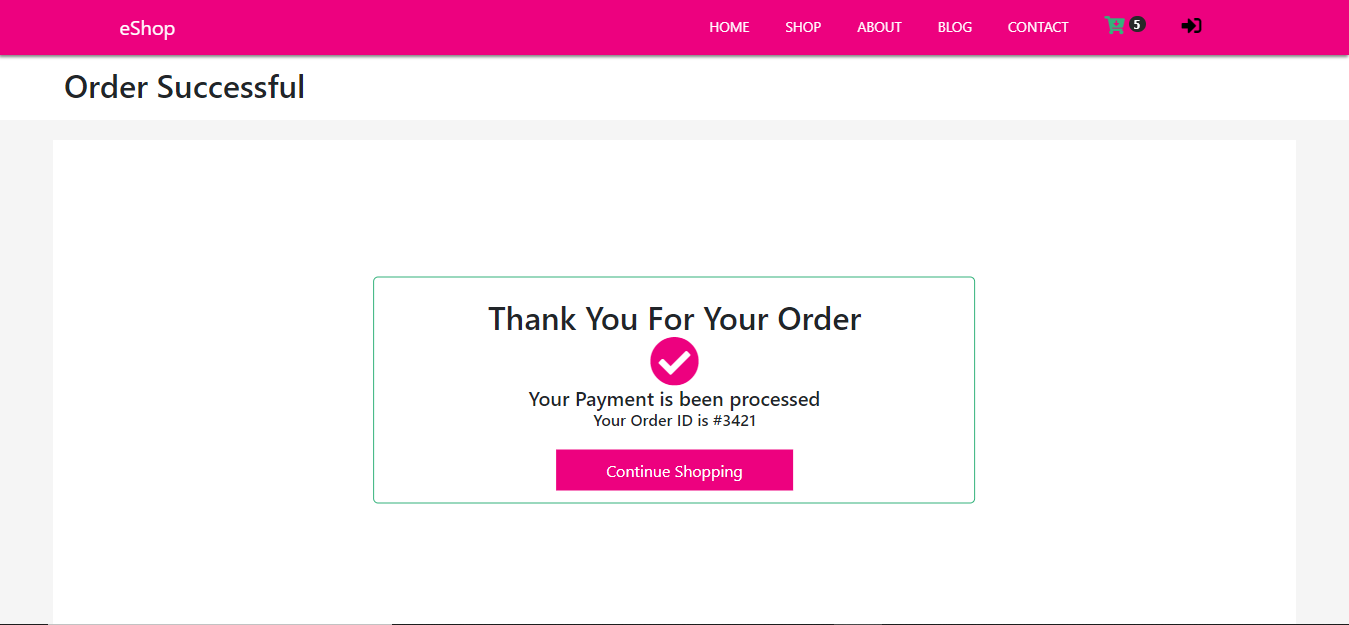 eShop
HOME SHOP ABOUT BLOG CONTACT 5
Order Successful
Thank You For Your Order
Your Payment is been processed
Your Order ID is #3421
Continue Shopping